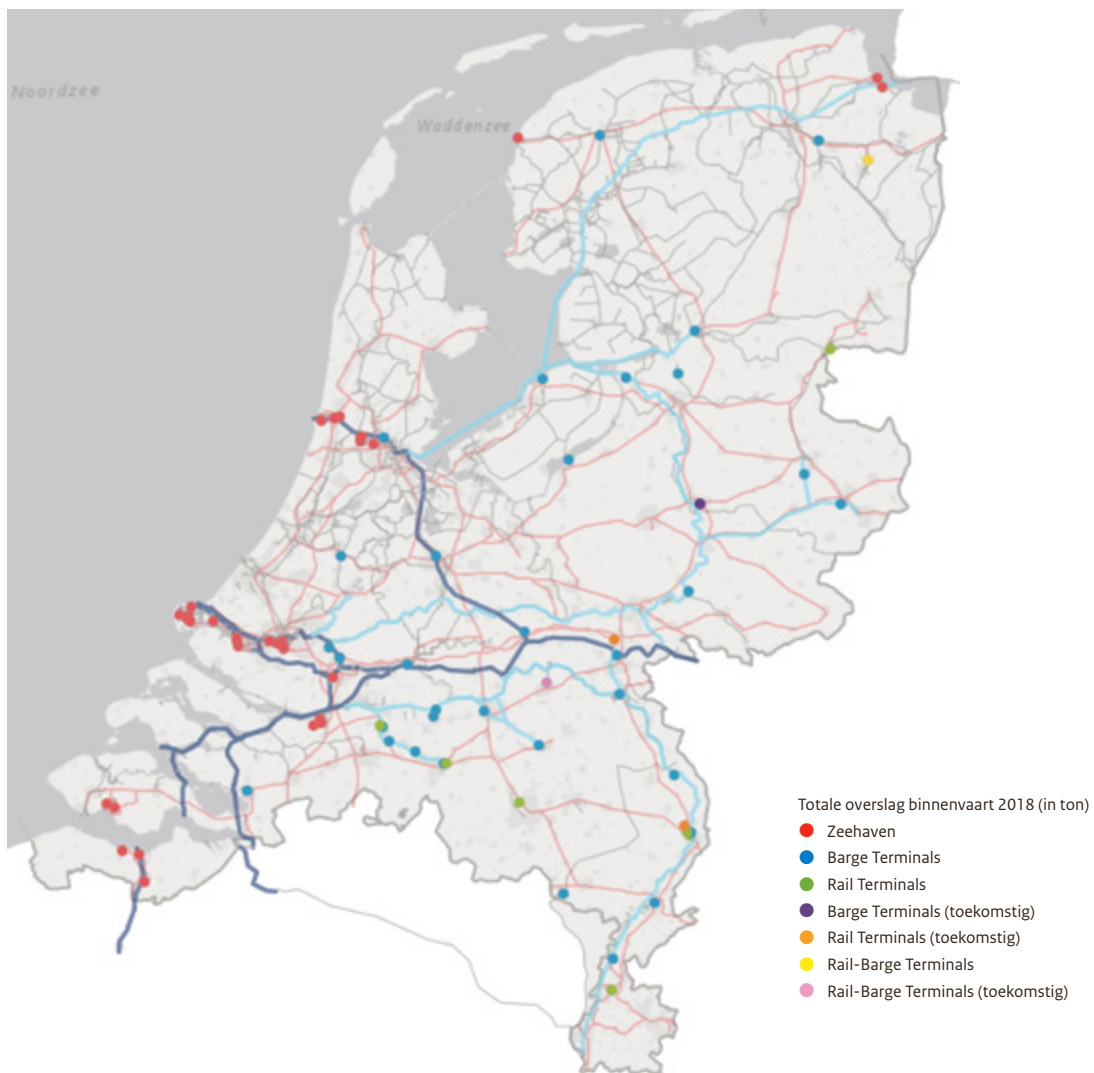 Noordzee
Waddenzee
Totale overslag binnenvaart 2018 (in ton)
Zeehaven
Barge Terminals
Rail Terminals
Barge Terminals (toekomstig)
Rail Terminals (toekomstig)
Rail-Barge Terminals
Rail-Barge Terminals (toekomstig)